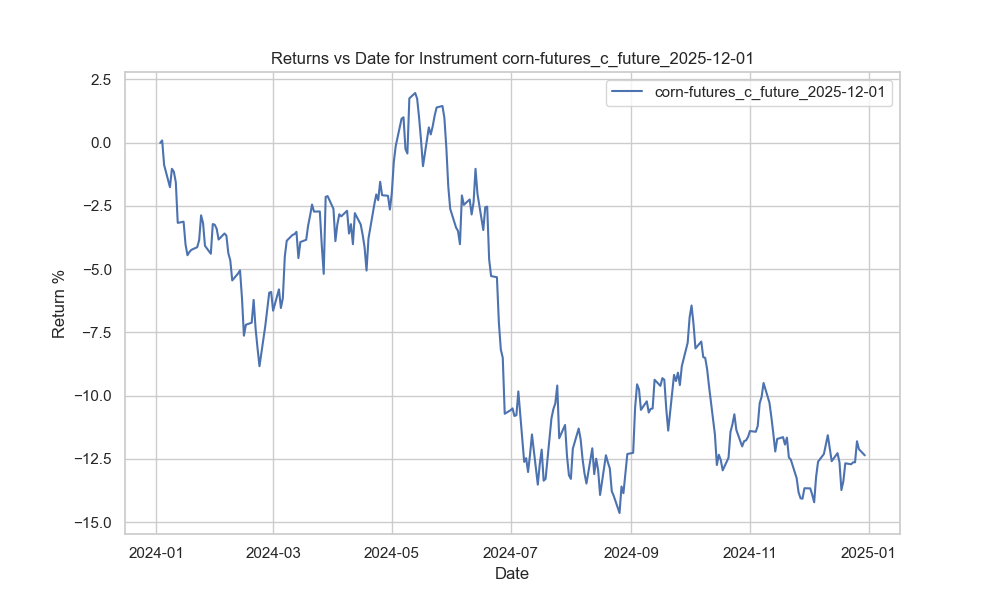 Returns vs Date for Instrument corn-futures_c_future_2025-12-01
corn-futures_c_future_2025-12-01
2.5
0.0
−2.5
−5.0
−7.5
−10.0
−12.5
−15.0
Return %
2024-01 2024-03 2024-05 2024-07 2024-09 2024-11 2025-01
Date